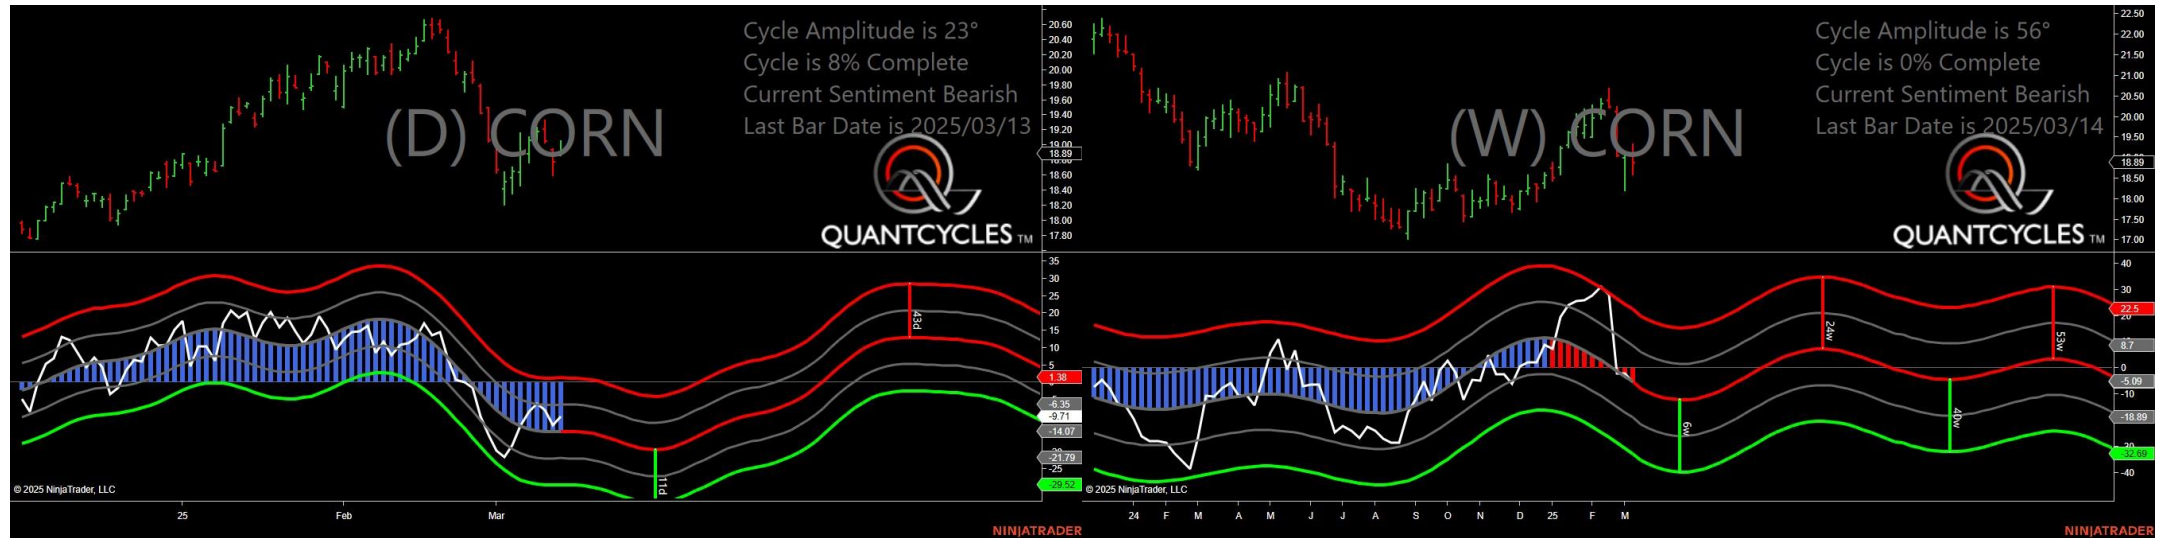 Cycle Amplitude is 23°
Cycle is 8% Complete
Current Sentiment Bearish
Last Bar Date is 2025/03/13
(D) CORN
QUANTCYCLES TM
20.60
20.40
20.20
20.00
19.80
19.60
19.40
19.20
19.00
18.89
18.60
18.40
18.20
18.00
17.80
35
30
25
20
15
10
5
1.38
-6.35
-9.71
-14.07
-21.79
-25
-29.52
43d
11d
© 2025 NinjaTrader, LLC
25
Feb
Mar
NINJATRADER
Cycle Amplitude is 56°
Cycle is 0% Complete
Current Sentiment Bearish
Last Bar Date is 2025/03/14
(W) CORN
QUANTCYCLES TM
22.50
22.00
21.50
21.00
20.50
20.00
19.50
18.89
18.50
18.00
17.50
17.00
40
30
22.5
20
8.7
0
-5.09
-10
-18.89
-32.69
-40
24w
53w
6w
40w
© 2025 NinjaTrader, LLC
24 F M A M J J A S O N D 25 F M
NINJATRADER